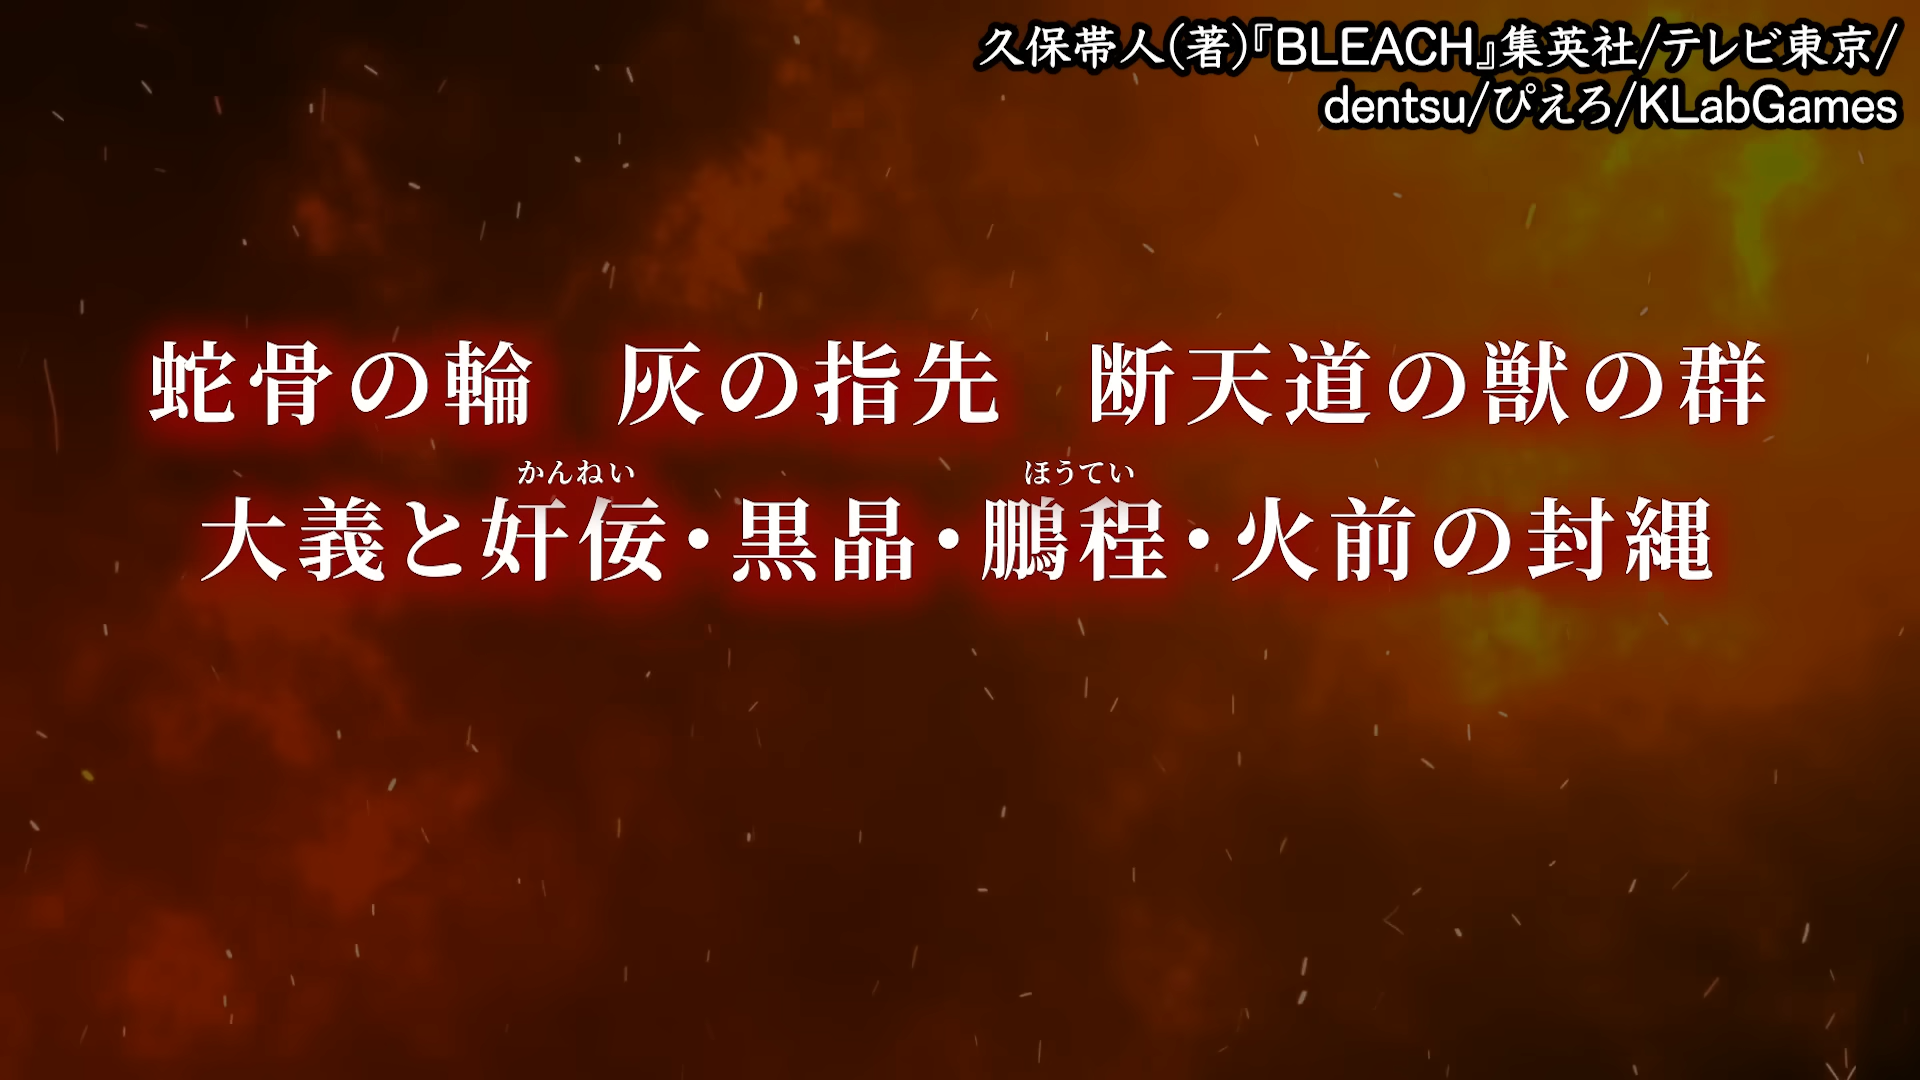 久保帯人(著)『BLEACH』集英社/テレビ東京/
dentsu/ぴえろ/KLabGames
蛇骨の輪　灰の指先　断天道の獣の群
かんねい　ほうてい
大義と奸佞・黒晶・鵬程・火前の封縄